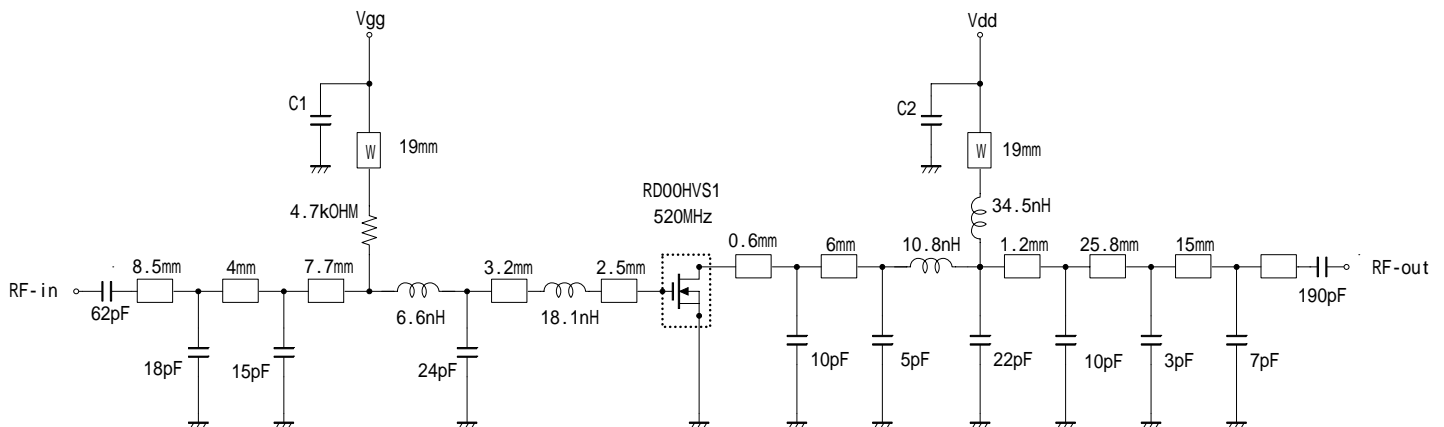 Vgg
Vdd
C1
C2
W
19mm
W
19mm
RD00HVS1
520MHz
4.7kOHM
34.5nH
0.6mm
6mm
10.8nH
1.2mm
25.8mm
15mm
8.5mm
4mm
7.7mm
3.2mm
2.5mm
RF-in
RF-out
62pF
6.6nH
18.1nH
190pF
18pF
15pF
24pF
10pF
5pF
22pF
10pF
3pF
7pF